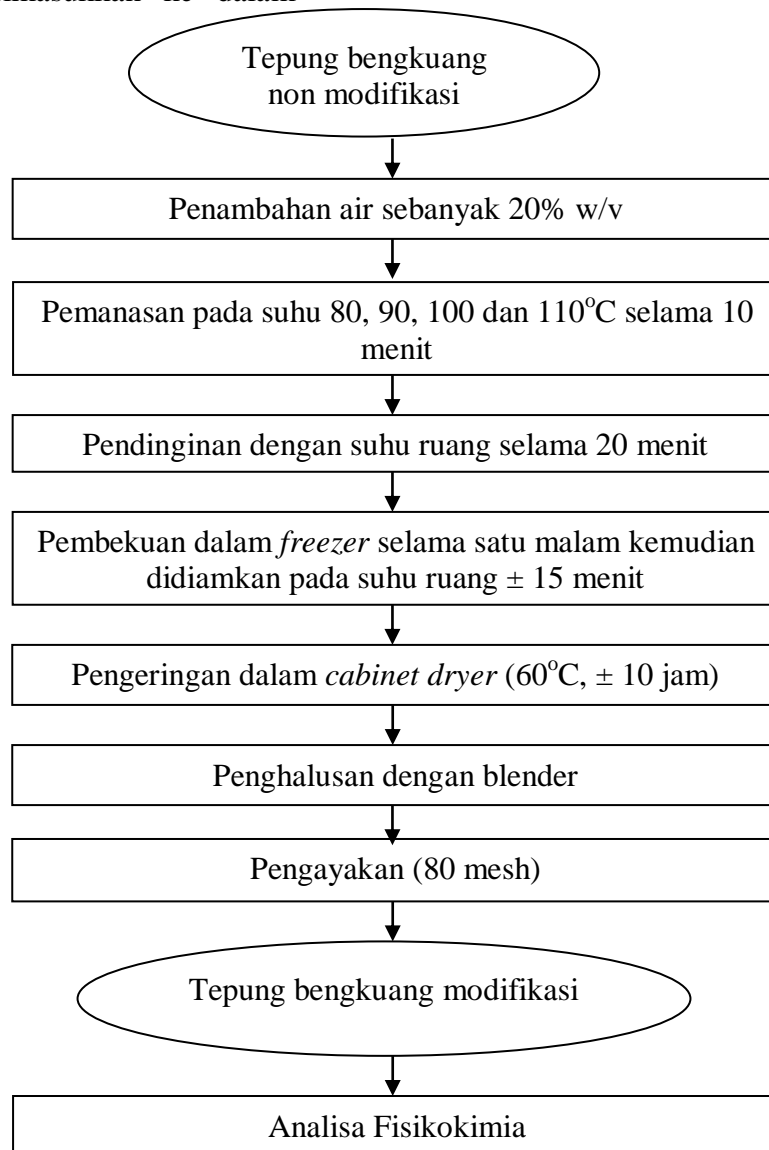 ke dalam
Tepung bengkuang
non modifikasi
Penambahan air sebanyak 20% w/v
Pemanasan pada suhu 80, 90, 100 dan 110°C selama 10
menit
Pendinginan dengan suhu ruang selama 20 menit
Pembekuan dalam freezer selama satu malam kemudian
didiamkan pada suhu ruang ± 15 menit
Pengeringan dalam cabinet dryer (60°C, ± 10 jam)
Penghalusan dengan blender
Pengayakan (80 mesh)
Tepung bengkuang modifikasi
Analisa Fisikokimia